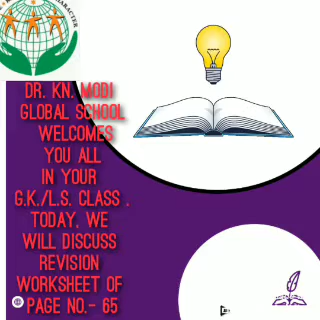 CHARACTER
DR. KN. MODI
GLOBAL SCHOOL
WELCOMES
YOU ALL
IN YOUR
G.K./L.S. CLASS .
TODAY, WE
WILL DISCUSS
REVISION
WORKSHEET OF
PAGE NO.- 65